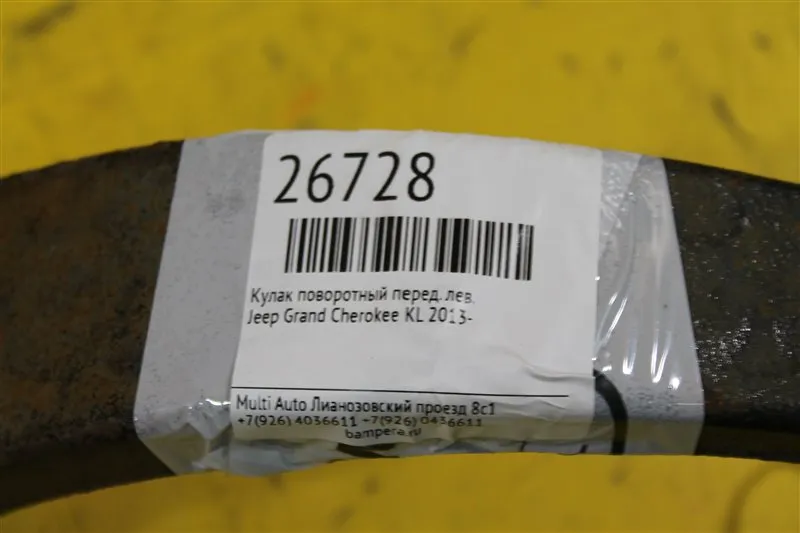 26728
Кулак поворотный перед. лев.
Jeep Grand Cherokee KL 2013-
Multi Auto Лианозовский проезд 8с1
+7(926) 4036611 +7(926) 0436611
bampera.ru